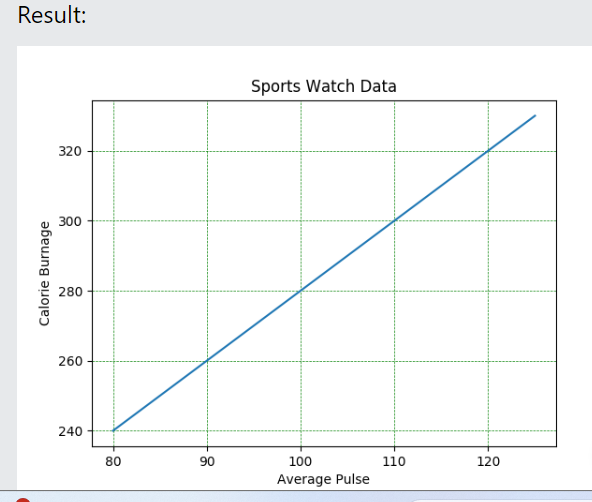 Result:
Sports Watch Data
320
300
280
260
240
Calorie Burnage
80 90 100 110 120
Average Pulse